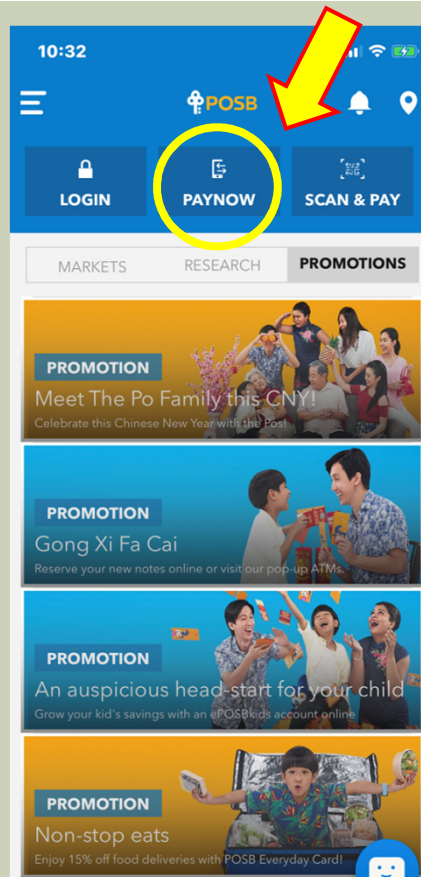 10:32
POSB
LOGIN
PAYNOW
SCAN & PAY
MARKETS
RESEARCH
PROMOTIONS
PROMOTION
Meet The Po Family this CNY!
Celebrate this Chinese New Year with the Pos!
PROMOTION
Gong Xi Fa Cai
Reserve your new notes online or visit our pop-up ATMs.
PROMOTION
An auspicious head-start for your child
Grow your kid's savings with an ePOSBkids account online
PROMOTION
Non-stop eats
Enjoy 15% off food deliveries with POSB Everyday Card!